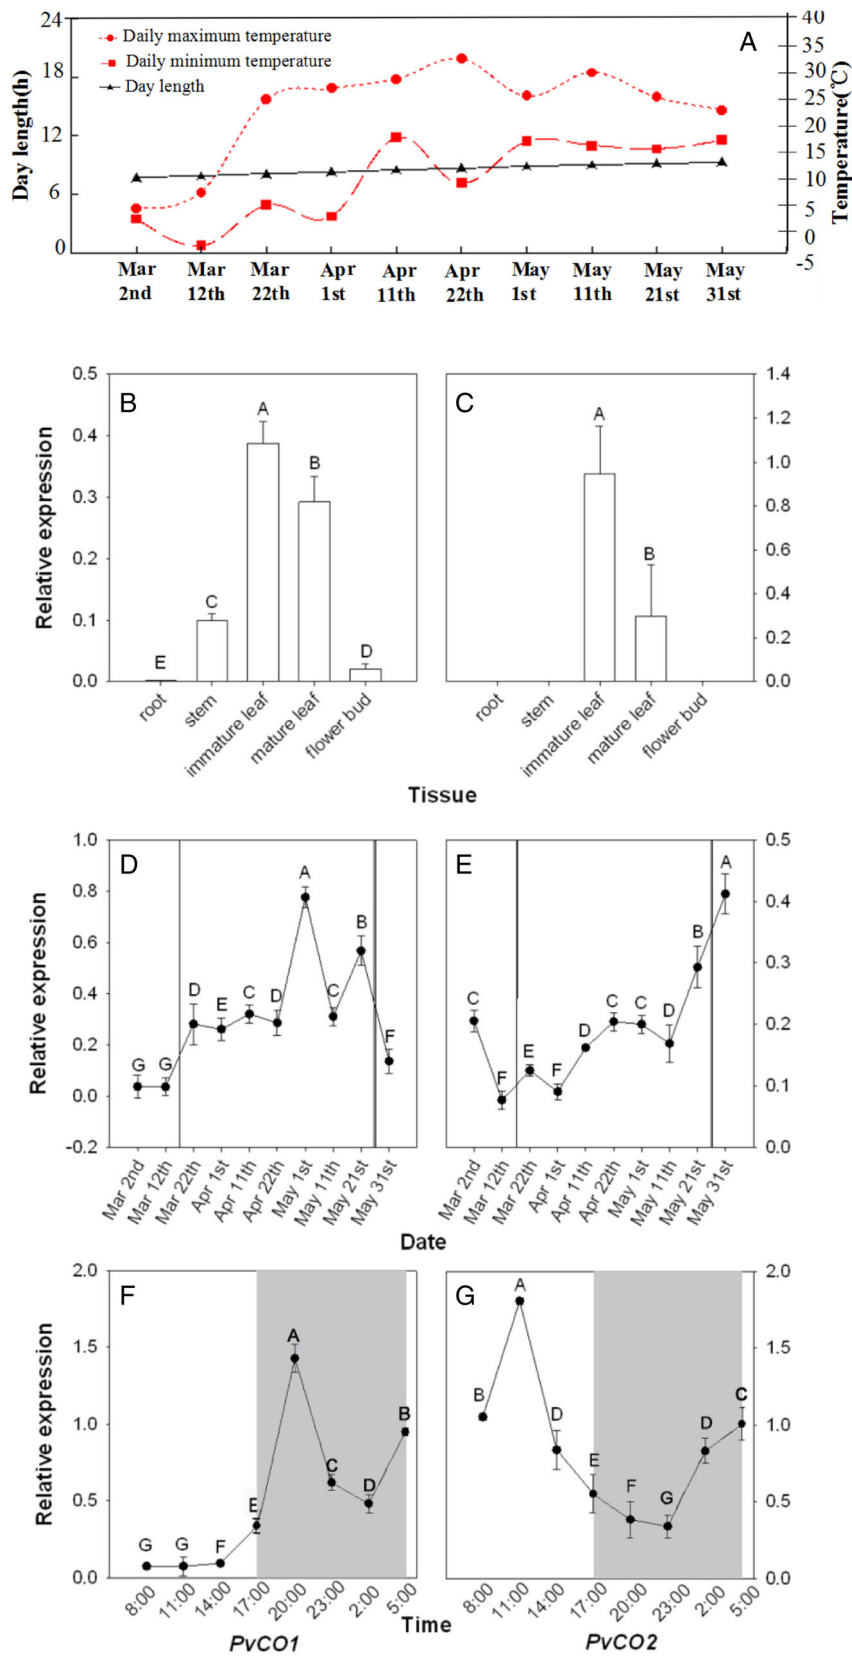 A
Daily maximum temperature
Daily minimum temperature
Day length
Day length(h)
24
18
12
6
0
Temperature(℃)
40
35
30
25
20
15
10
5
0
-5
Mar 2nd
Mar 12th
Mar 22th
Apr 1st
Apr 11th
Apr 22th
May 1st
May 11th
May 21st
May 31st
B
Relative expression
0.5
0.4
0.3
0.2
0.1
0.0
E
C
A
B
D
root
stem
immature leaf
mature leaf
flower bud
C
A
B
1.4
1.2
1.0
0.8
0.6
0.4
0.2
0.0
root
stem
immature leaf
mature leaf
flower bud
Tissue
D
Relative expression
1.0
0.8
0.6
0.4
0.2
0.0
-0.2
G
G
D
E
C
D
A
C
B
F
Mar 2nd
Mar 12th
Mar 22th
Apr 1st
Apr 11th
Apr 22th
May 1st
May 11th
May 21st
May 31st
E
C
F
E
F
D
C
C
D
B
A
0.5
0.4
0.3
0.2
0.1
0.0
Mar 2nd
Mar 12th
Mar 22th
Apr 1st
Apr 11th
Apr 22th
May 1st
May 11th
May 21st
May 31st
Date
F
Relative expression
2.0
1.5
1.0
0.5
0.0
G
G
F
E
A
C
D
B
8:00
11:00
14:00
17:00
20:00
23:00
2:00
5:00
PvCO1
G
B
A
D
E
F
G
D
C
2.0
1.5
1.0
0.5
0.0
8:00
11:00
14:00
17:00
20:00
23:00
2:00
5:00
Time
PvCO2